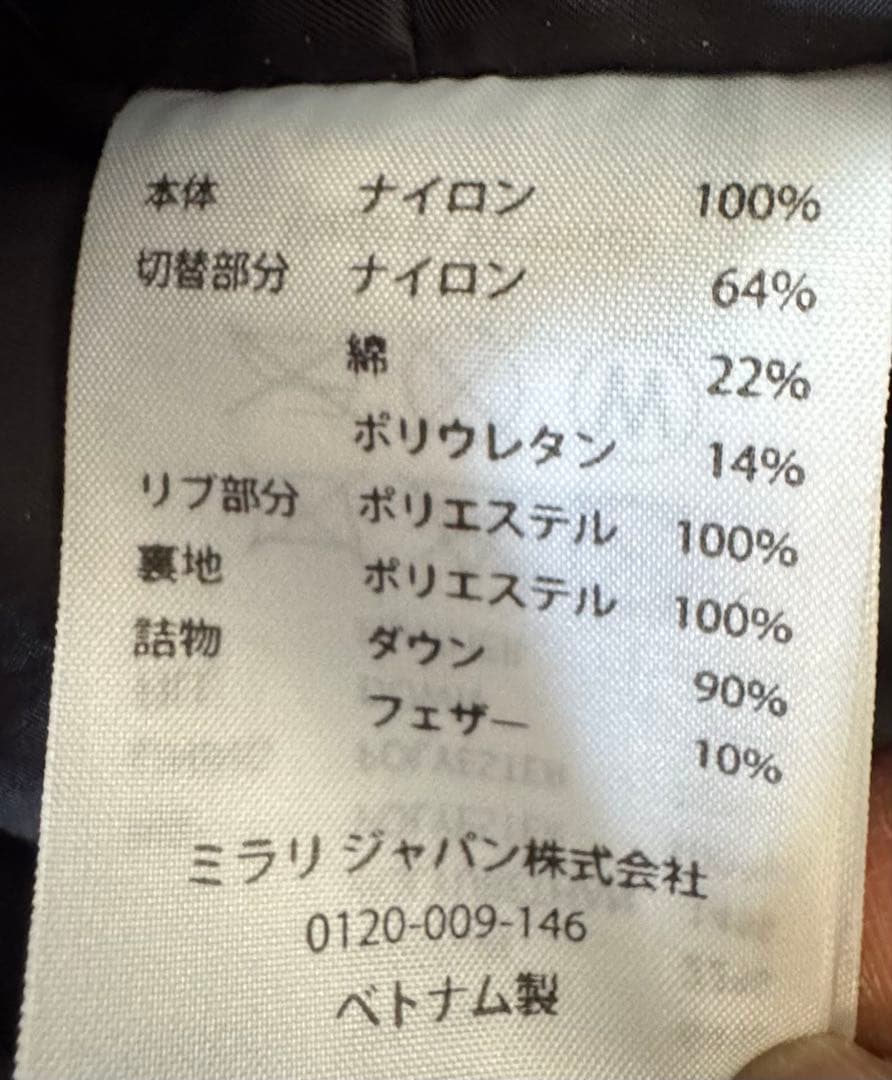 本体 ナイロン 100%
切替部分 ナイロン 64%
綿 22%
ポリウレタン 14%
リブ部分 ポリエステル 100%
裏地 ポリエステル 100%
詰物 ダウン 90%
フェザー 10%
ミラリ ジャパン株式会社
0120-009-146
ベトナム製